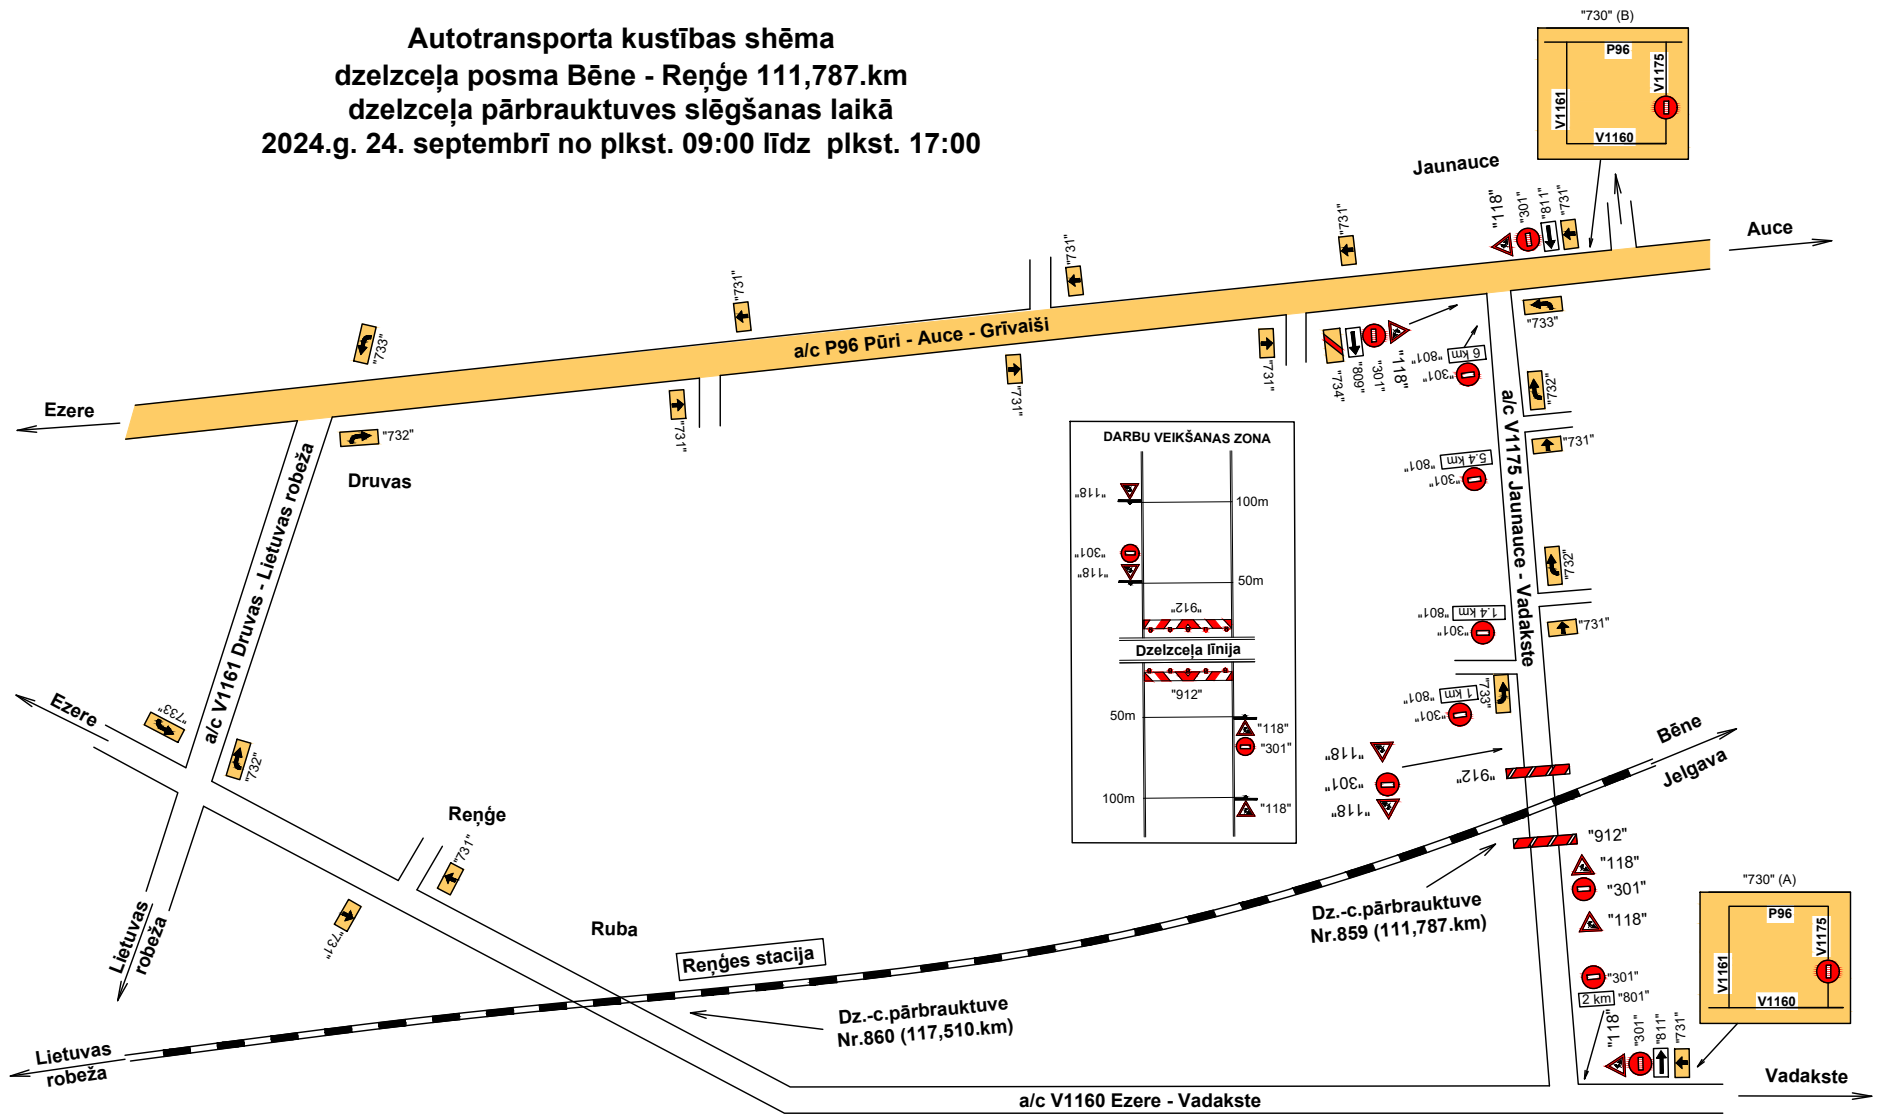 Autotransporta kustības shēma
dzelzceļa posma Bēne - Reņģe 111,787.km
dzelzceļa pārbrauktuves slēgšanas laikā
2024.g. 24. septembrī no plkst. 09:00 līdz plkst. 17:00
"730" (B)
P96
V1175
V1161
V1160
Jaunauce
"118"
"301"
"811"
"731"
Auce
"731"
"731"
"731"
"733"
a/c P96 Pūri - Auce - Grīvaiši
"733"
Ezere
"732"
"731"
"731"
"731"
"734"
"809"
"301"
"118"
6 km "801"
"301"
"732"
"731"
Druvas
a/c V1161 Druvas - Lietuvas robeža
a/c V1175 Jaunauce - Vadakste
5.4 km "801"
"301"
"732"
"731"
1.4 km "801"
"301"
"733"
1 km "801"
"301"
DARBU VEIKŠANAS ZONA
"118"
100m
"301"
"118"
50m
"912"
Dzelzceļa līnija
"912"
50m
"118"
"301"
100m
"118"
"118"
"301"
"118"
"912"
Bēne
Jelgava
Ezere
"733"
"732"
Reņģe
"731"
"731"
Lietuvas
robeža
Ruba
Reņģes stacija
Dz.-c.pārbrauktuve
Nr.859 (111,787.km)
"912"
"118"
"301"
"118"
"730" (A)
P96
V1175
V1161
V1160
"301"
2 km "801"
"118"
"301"
"811"
"731"
Dz.-c.pārbrauktuve
Nr.860 (117,510.km)
Lietuvas
robeža
Vadakste
a/c V1160 Ezere - Vadakste